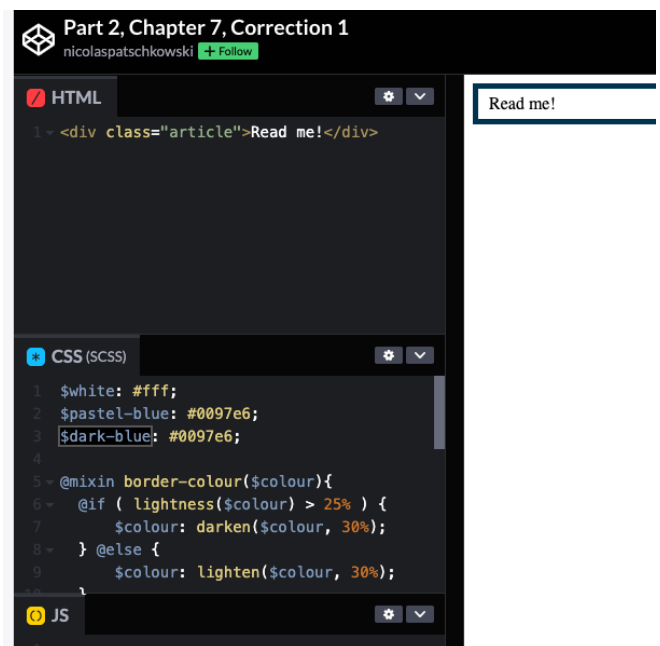 Part 2, Chapter 7, Correction 1
nicolaspatschkowski + Follow
HTML
1 <div class="article">Read me!</div>
Read me!
CSS (SCSS)
1 $white: #fff;
2 $pastel-blue: #0097e6;
3 $dark-blue: #0097e6;
4
5 @mixin border-colour($colour){
6 @if ( lightness($colour) > 25% ) {
7 $colour: darken($colour, 30%);
8 } @else {
9 $colour: lighten($colour, 30%);
10 }
JS